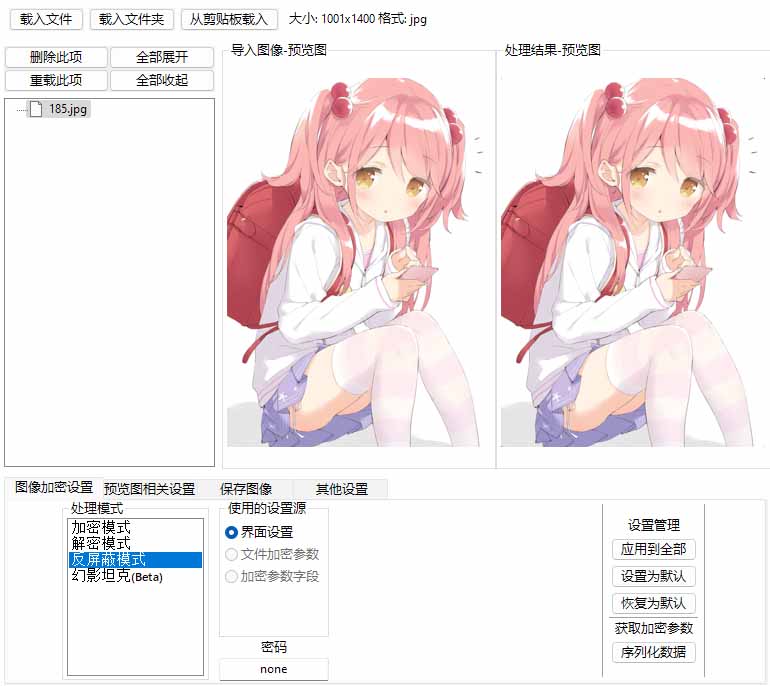 载入文件 载入文件夹 从剪贴板载入 大小: 1001x1400 格式: jpg
删除此项 全部展开
重载此项 全部收起
185.jpg
导入图像-预览图 处理结果-预览图
图像加密设置 预览图相关设置 保存图像 其他设置
处理模式
加密模式
解密模式
反屏蔽模式
幻影坦克(Beta)
使用的设置源
界面设置
文件加密参数
加密参数字段
密码
none
设置管理
应用到全部
设置为默认
恢复为默认
获取加密参数
序列化数据